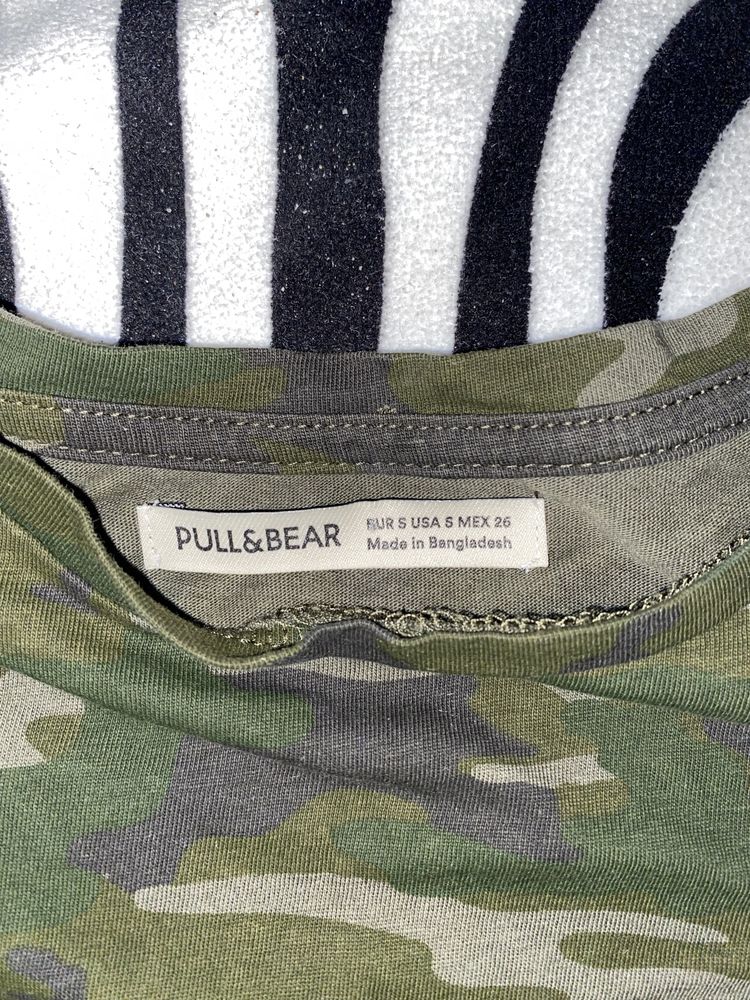 PULL&BEAR
EUR S USA S MEX 26
Made in Bangladesh